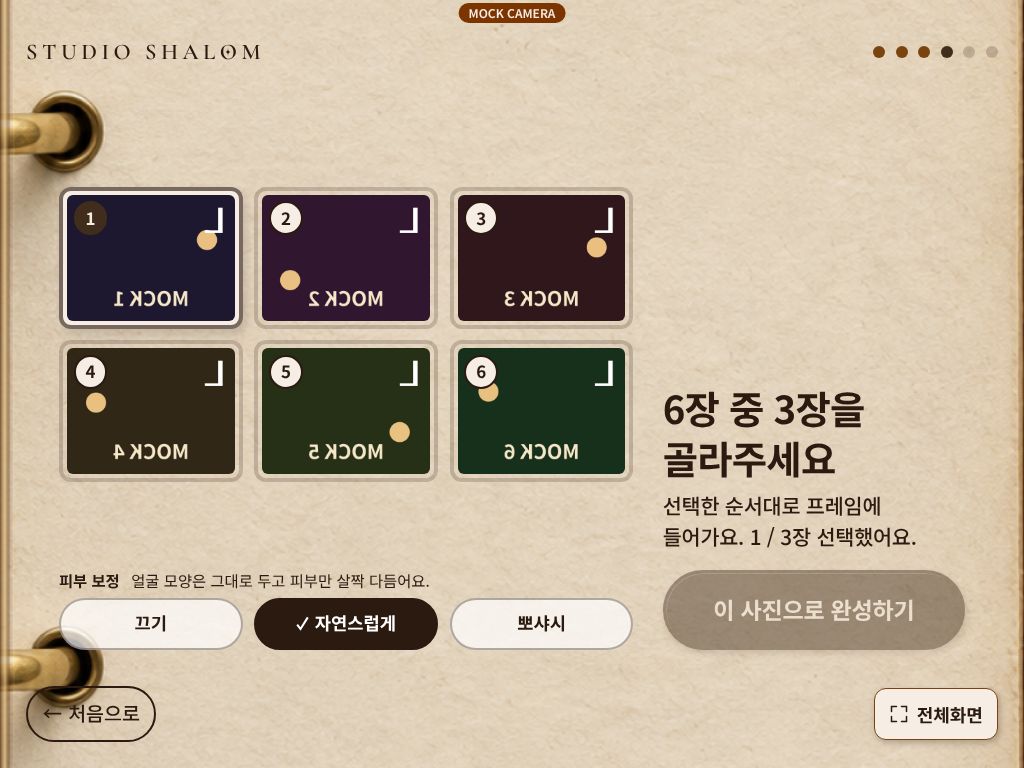 MOCK CAMERA
STUDIO SHALOM
1
MOCK 1
2
MOCK 2
3
MOCK 3
4
MOCK 4
5
MOCK 5
6
MOCK 6
6장 중 3장을
골라주세요
선택한 순서대로 프레임에
들어가요. 1 / 3장 선택했어요.
피부 보정 얼굴 모양은 그대로 두고 피부만 살짝 다듬어요.
끄기
✓ 자연스럽게
뽀샤시
이 사진으로 완성하기
← 처음으로
전체화면